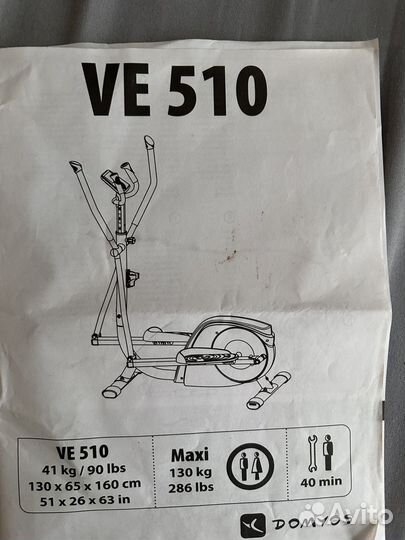 VE 510
VE 510
41 kg / 90 lbs
130 x 65 x 160 cm
51 x 26 x 63 in
Maxi
130 kg
286 lbs
40 min
DOMYOS
Avito